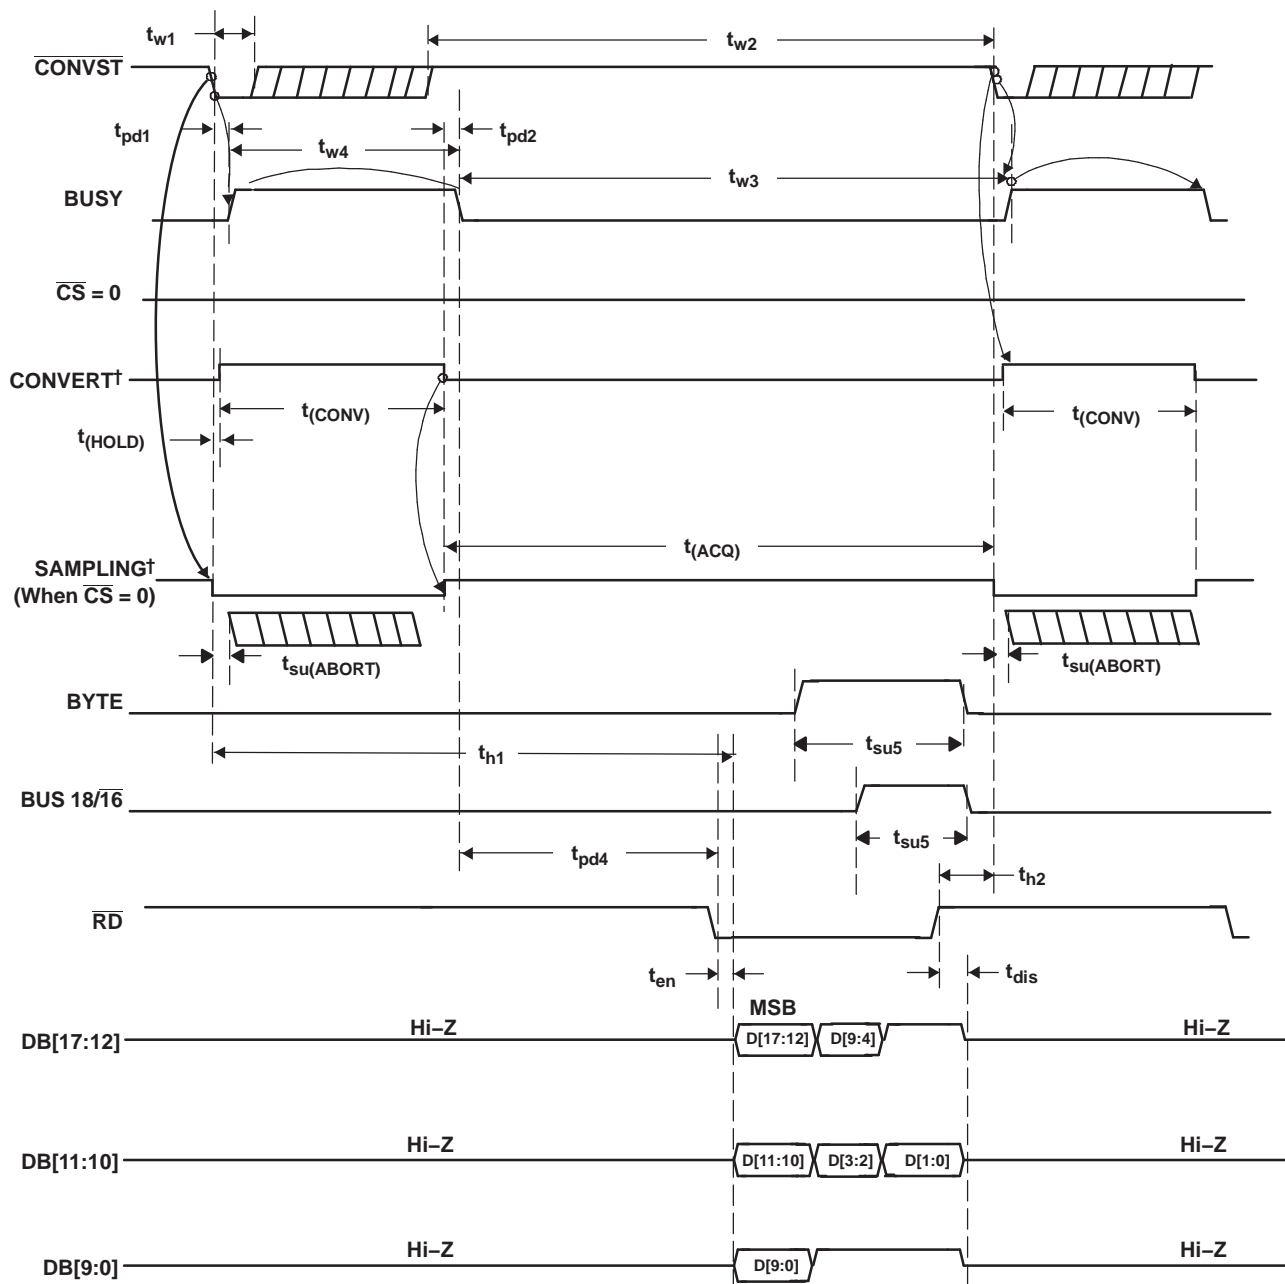 tw1
tw2
CONVST
tpd1
tw4
tpd2
tw3
BUSY
CS = 0
CONVERT†
t(CONV)
t(CONV)
t(HOLD)
t(ACQ)
SAMPLING†
(When CS = 0)
tsu(ABORT)
tsu(ABORT)
BYTE
th1
tsu5
BUS 18/16
tsu5
tpd4
th2
RD
ten
tdis
MSB
DB[17:12]
Hi–Z
D[17:12]
D[9:4]
Hi–Z
DB[11:10]
Hi–Z
D[11:10]
D[3:2]
D[1:0]
Hi–Z
DB[9:0]
Hi–Z
D[9:0]
Hi–Z